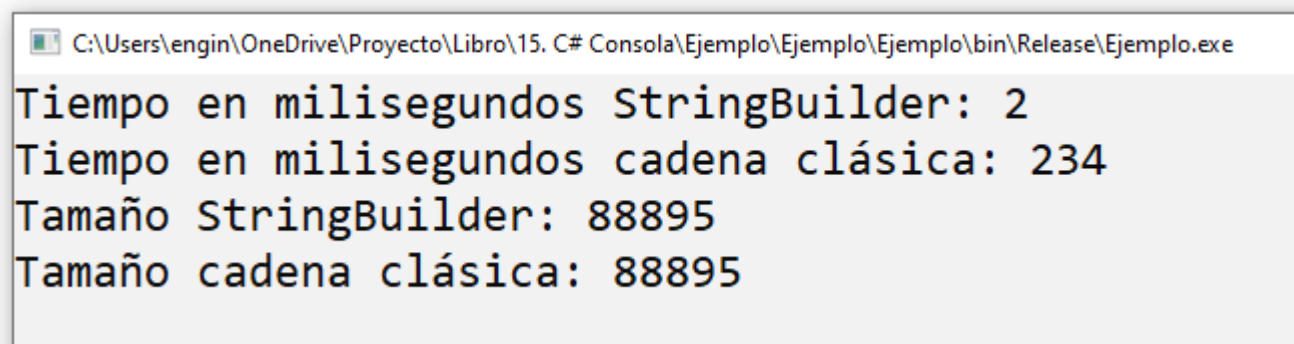 C:\Users\engin\OneDrive\Proyecto\Libro\15. C# Consola\Ejemplo\Ejemplo\Ejemplo\bin\Release\Ejemplo.exe
Tiempo en milisegundos StringBuilder: 2
Tiempo en milisegundos cadena clásica: 234
Tamaño StringBuilder: 88895
Tamaño cadena clásica: 88895